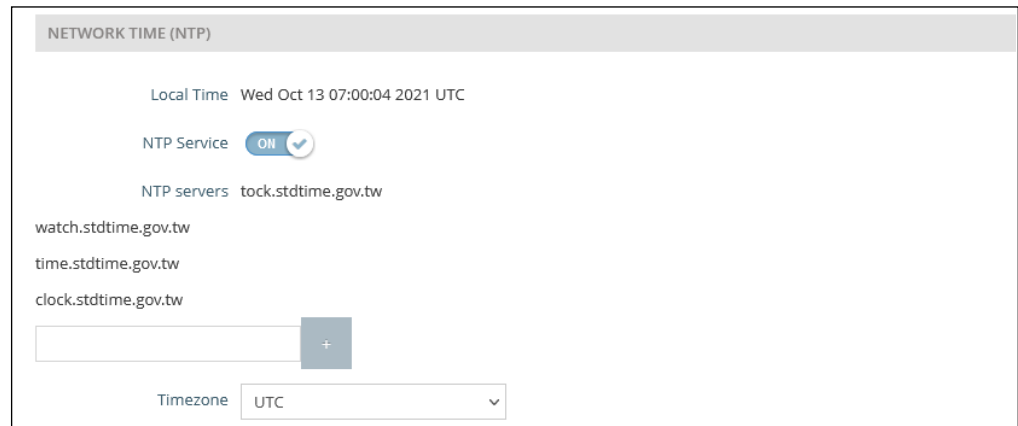 NETWORK TIME (NTP)
Local Time Wed Oct 13 07:00:04 2021 UTC
NTP Service ON
NTP servers tock.stdtime.gov.tw
watch.stdtime.gov.tw
time.stdtime.gov.tw
clock.stdtime.gov.tw
+
Timezone UTC